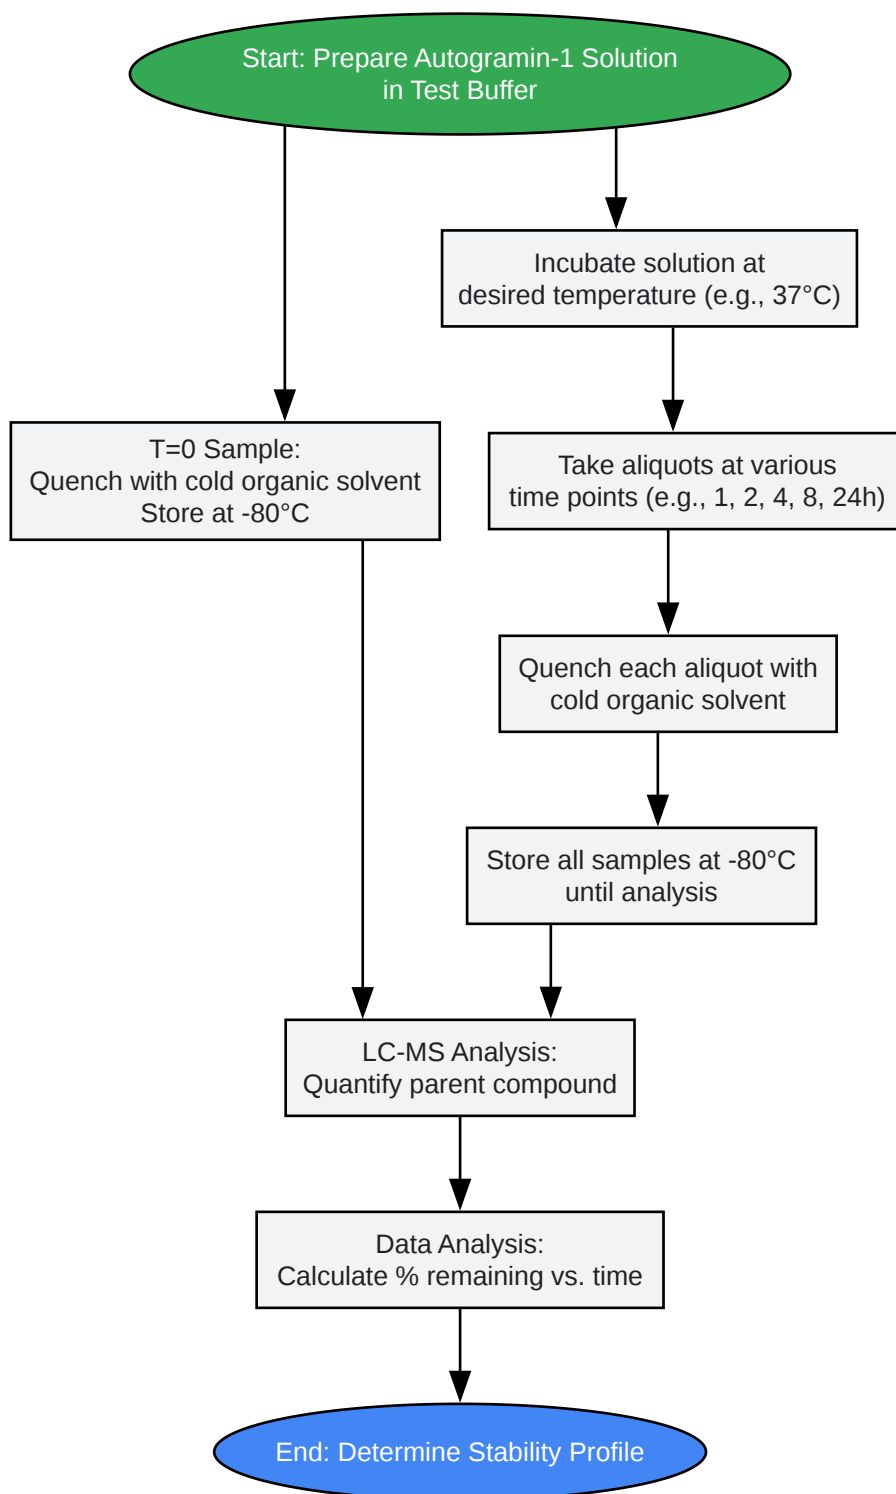 Start: Prepare Autogramin-1 Solution
in Test Buffer
Incubate solution at
desired temperature (e.g., 37°C)
T=0 Sample:
Quench with cold organic solvent
Store at -80°C
Take aliquots at various
time points (e.g., 1, 2, 4, 8, 24h)
Quench each aliquot with
cold organic solvent
Store all samples at -80°C
until analysis
LC-MS Analysis:
Quantify parent compound
Data Analysis:
Calculate % remaining vs. time
End: Determine Stability Profile